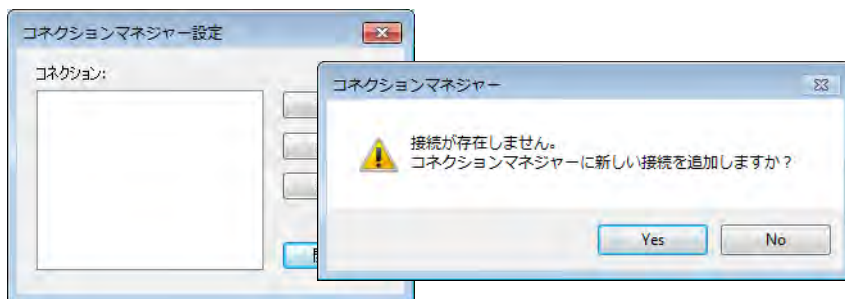 コネクションマネジャー設定
コネクション:
コネクションマネジャー
接続が存在しません。
コネクションマネジャーに新しい接続を追加しますか?
Yes
No